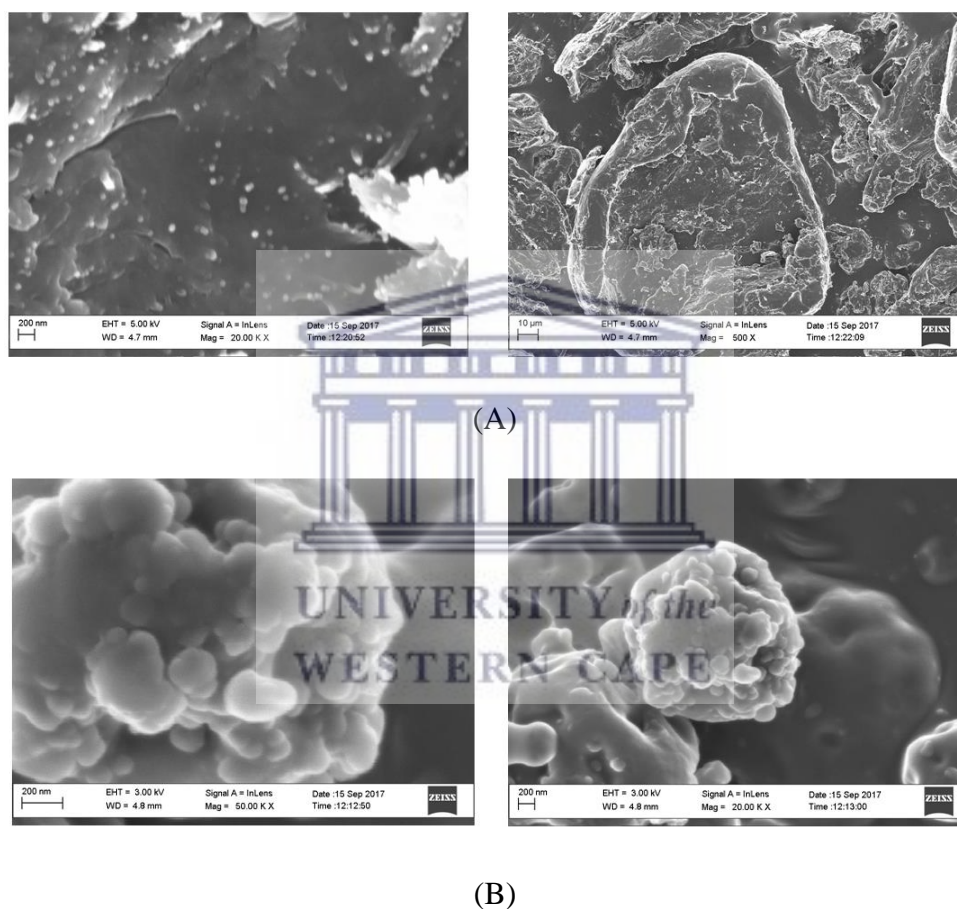 200 nm EHT = 5.00 kV Signal A = InLens Date :15 Sep 2017 ZEISS
WD = 4.7 mm Mag = 20.00 K X Time :12:20:52
10 µm EHT = 5.00 kV Signal A = InLens Date :15 Sep 2017 ZEISS
WD = 4.7 mm Mag = 500 X Time :12:22:09
(A)
200 nm EHT = 3.00 kV Signal A = InLens Date :15 Sep 2017 ZEISS
WD = 4.8 mm Mag = 50.00 K X Time :12:12:50
200 nm EHT = 3.00 kV Signal A = InLens Date :15 Sep 2017 ZEISS
WD = 4.8 mm Mag = 20.00 K X Time :12:13:00
UNIVERSITY of the
WESTERN CAPE
(B)